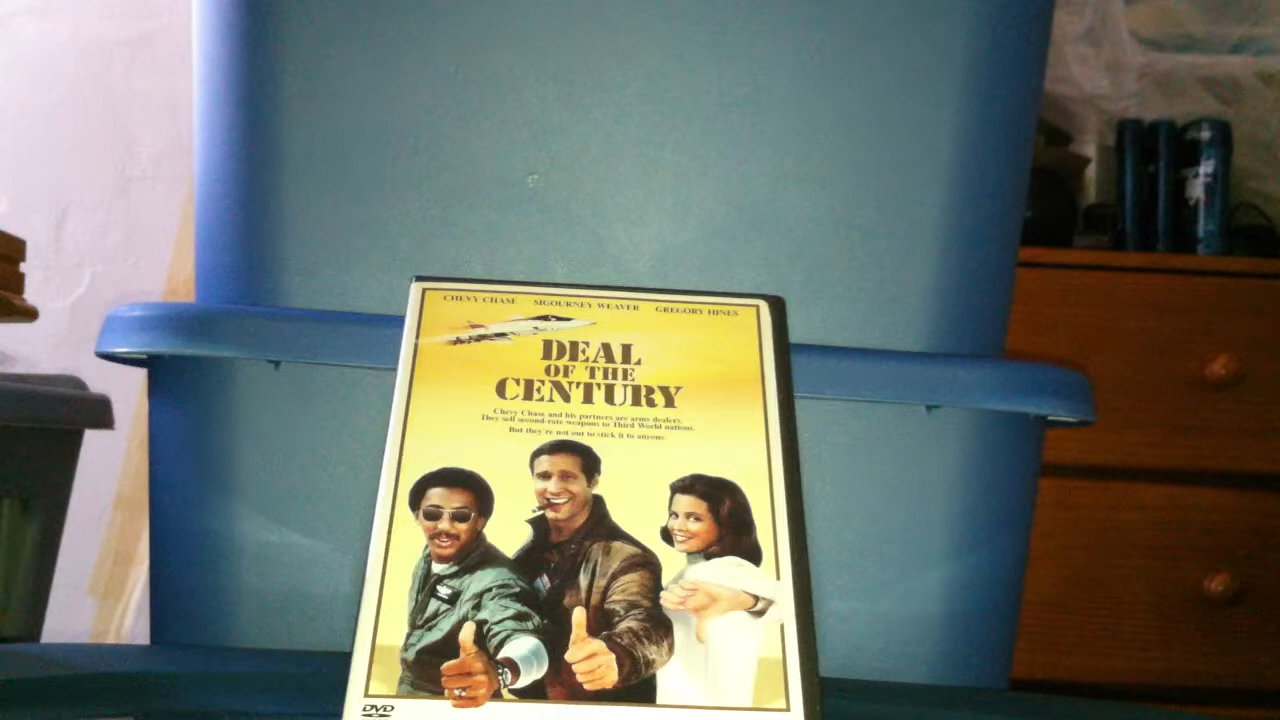 CHEVY CHASE SIGOURNEY WEAVER GREGORY HINES
DEAL
OF THE
CENTURY
Chevy Chase and his partners are arms dealers.
They sell second-rate weapons to Third World nations.
But they're not out to stick it to anyone.
DVD